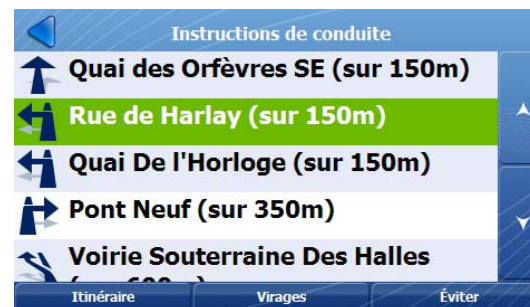 Instructions de conduite
Quai des Orfèvres SE (sur 150m)
Rue de Harlay (sur 150m)
Quai De l'Horloge (sur 150m)
Pont Neuf (sur 350m)
Voirie Souterraine Des Halles
Itinéraire
Virages
Éviter